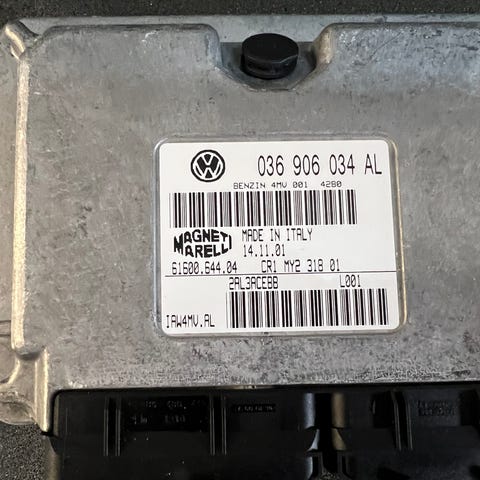 036 906 034 AL
BENZIN 4MV 001 4280
MAGNETI MARELLI
MADE IN ITALY
14.11.01
61600.644.04 CR1 MY2 318 01
2AL3ACEBB L001
IAW4MV.AL